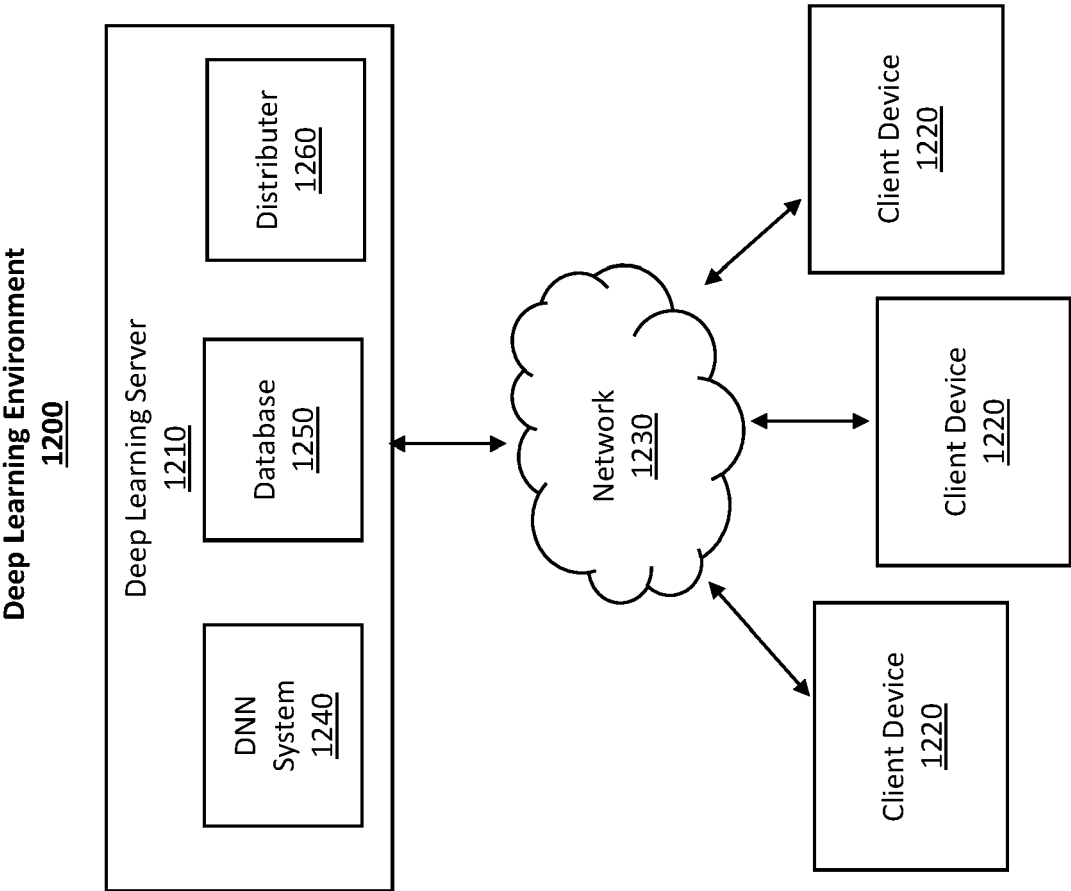 Deep Learning Environment
1200
Deep Learning Server
1210
DNN
System
1240
Database
1250
Distributer
1260
Network
1230
Client Device
1220
Client Device
1220
Client Device
1220